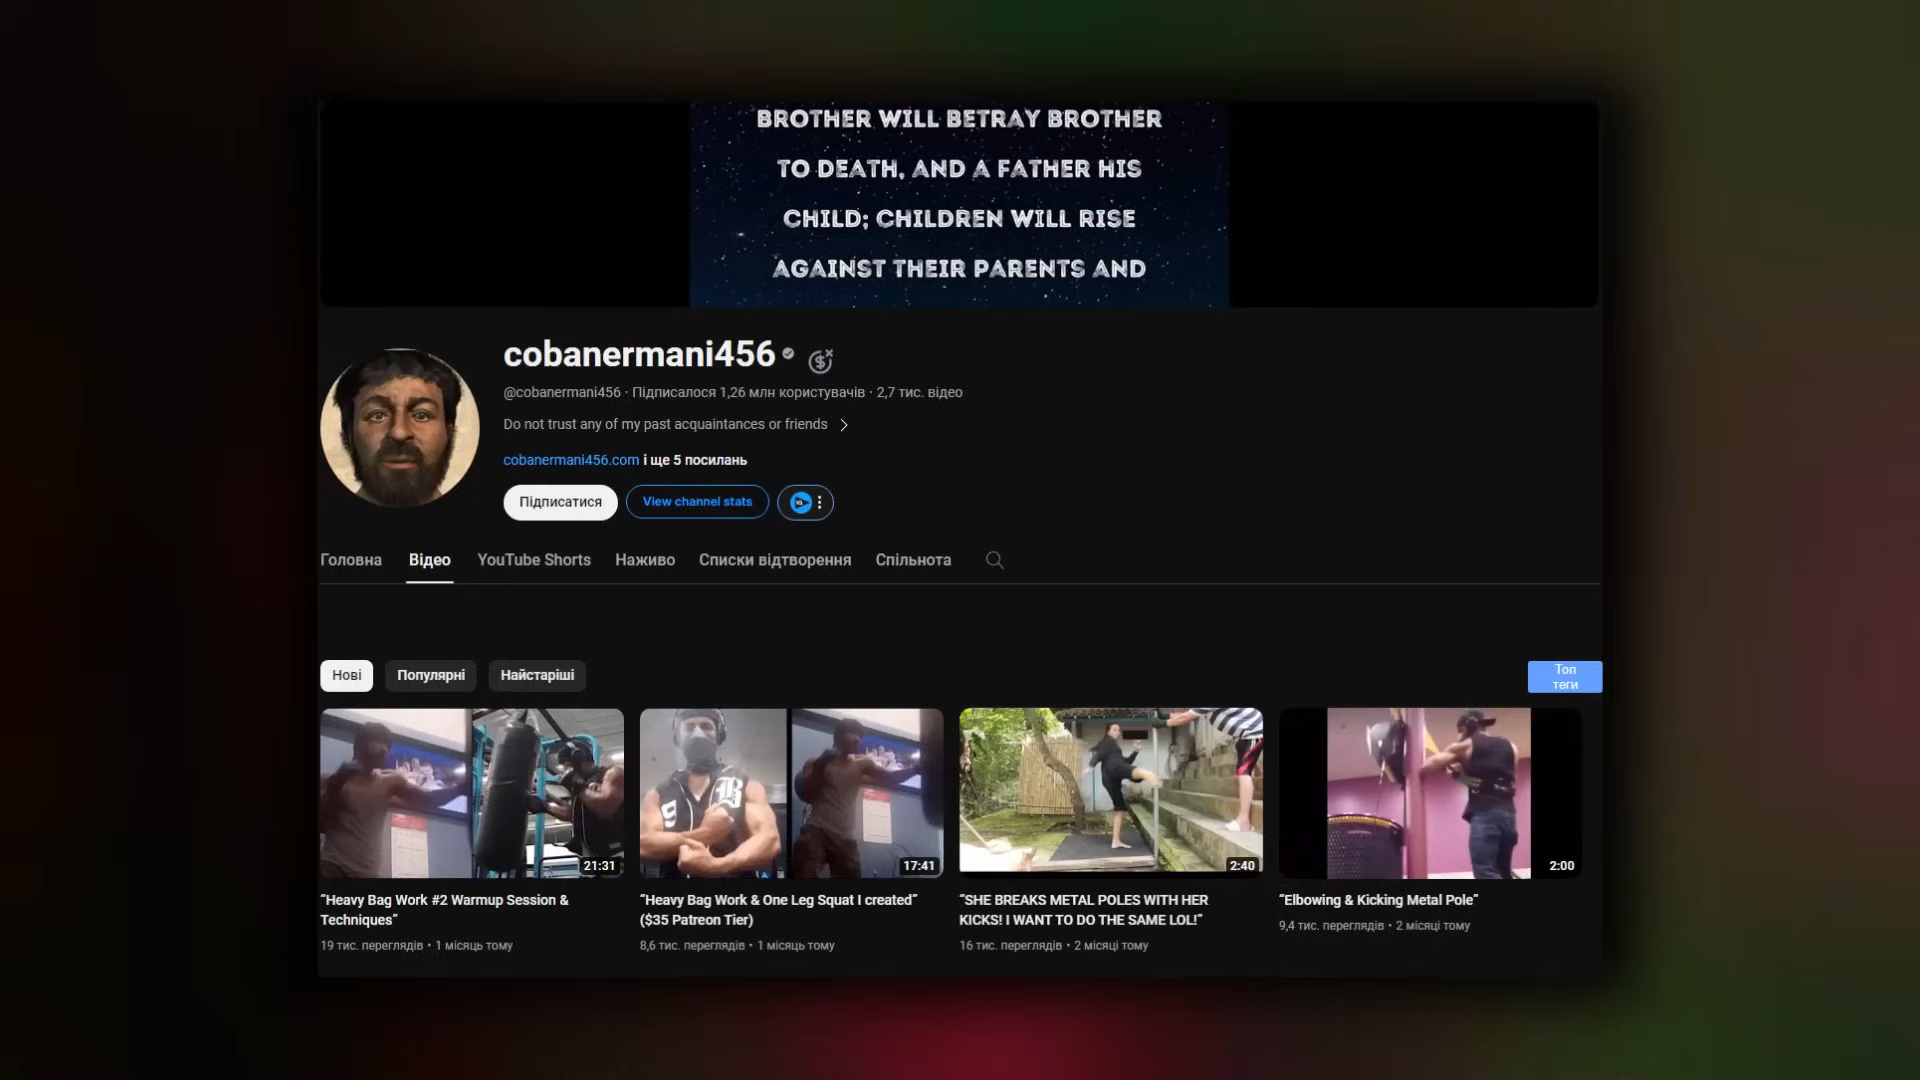 BROTHER WILL BETRAY BROTHER
TO DEATH, AND A FATHER HIS
CHILD; CHILDREN WILL RISE
AGAINST THEIR PARENTS AND
cobanermani456
@cobanermani456 · Підписалося 1,26 млн користувачів · 2,7 тис. відео
Do not trust any of my past acquaintances or friends
cobanermani456.com і ще 5 посилань
Підписатися View channel stats
Головна Відео YouTube Shorts Наживо Списки відтворення Спільнота
Нові Популярні Найстаріші
Топ
теги
21:31
17:41
2:40
2:00
“Heavy Bag Work #2 Warmup Session &
Techniques”
19 тис. переглядів • 1 місяць тому
“Heavy Bag Work & One Leg Squat I created”
($35 Patreon Tier)
8,6 тис. переглядів • 1 місяць тому
“SHE BREAKS METAL POLES WITH HER
KICKS! I WANT TO DO THE SAME LOL!”
16 тис. переглядів • 2 місяці тому
“Elbowing & Kicking Metal Pole”
9,4 тис. переглядів • 2 місяці тому